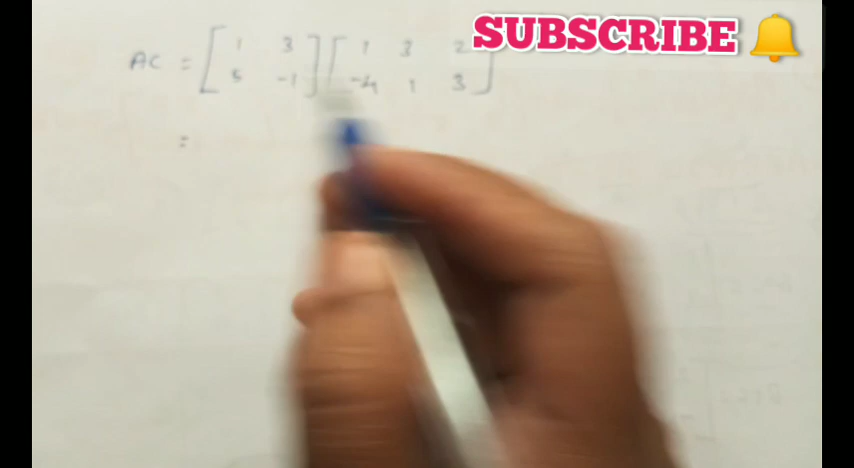 SUBSCRIBE
AC = [ 1 3 ] [ 1 3 2 ]
5 -1 -4 1 3
=